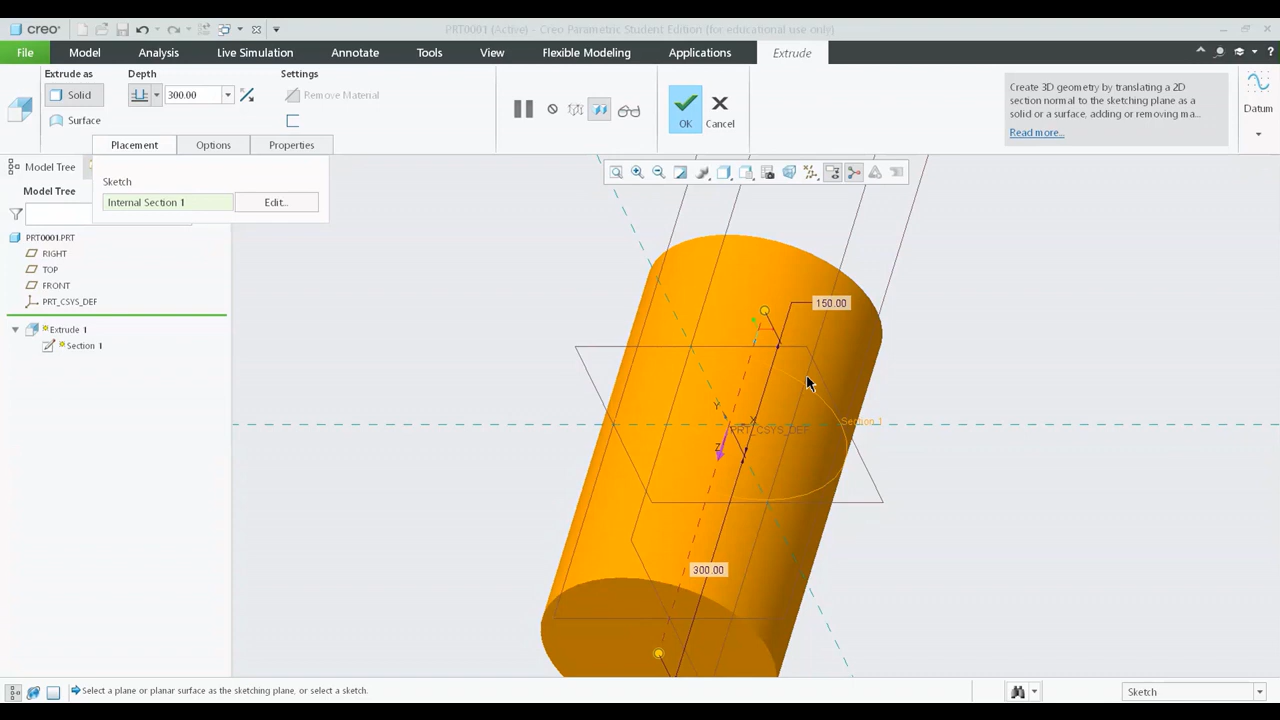 creo
PRT0001 (Active) - Creo Parametric Student Edition (for educational use only)
File
Model
Analysis
Live Simulation
Annotate
Tools
View
Flexible Modeling
Applications
Extrude
Extrude as
Depth
Settings
Solid
300.00
Remove Material
Surface
OK
Cancel
Create 3D geometry by translating a 2D
section normal to the sketching plane as a
solid or a surface, adding or removing ma...
Read more...
Datum
Placement
Options
Properties
Model Tree
Sketch
Internal Section 1
Edit...
Model Tree
PRT0001.PRT
RIGHT
TOP
FRONT
PRT_CSYS_DEF
Extrude 1
Section 1
150.00
Y
X
Z
PRT_CSYS_DEF
Section 1
300.00
Select a plane or planar surface as the sketching plane, or select a sketch.
Sketch